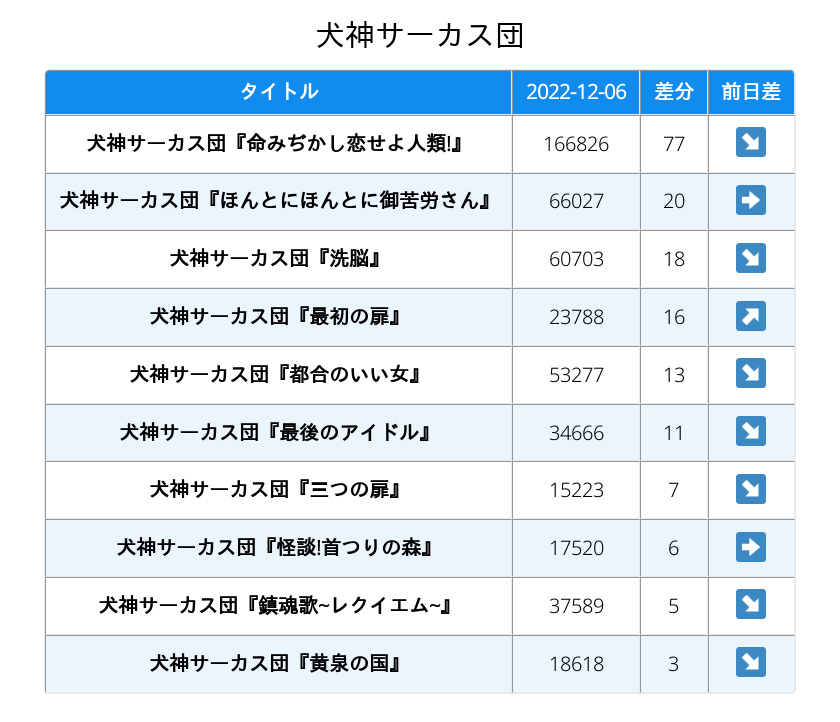 犬神サーカス団
タイトル 2022-12-06 差分 前日差
犬神サーカス団『命みぢかし恋せよ人類!』 166826 77 ↘
犬神サーカス団『ほんとにほんとに御苦労さん』 66027 20 ➡
犬神サーカス団『洗脳』 60703 18 ↘
犬神サーカス団『最初の扉』 23788 16 ↗
犬神サーカス団『都合のいい女』 53277 13 ↘
犬神サーカス団『最後のアイドル』 34666 11 ↘
犬神サーカス団『三つの扉』 15223 7 ↘
犬神サーカス団『怪談!首つりの森』 17520 6 ➡
犬神サーカス団『鎮魂歌~レクイエム~』 37589 5 ↘
犬神サーカス団『黄泉の国』 18618 3 ↘